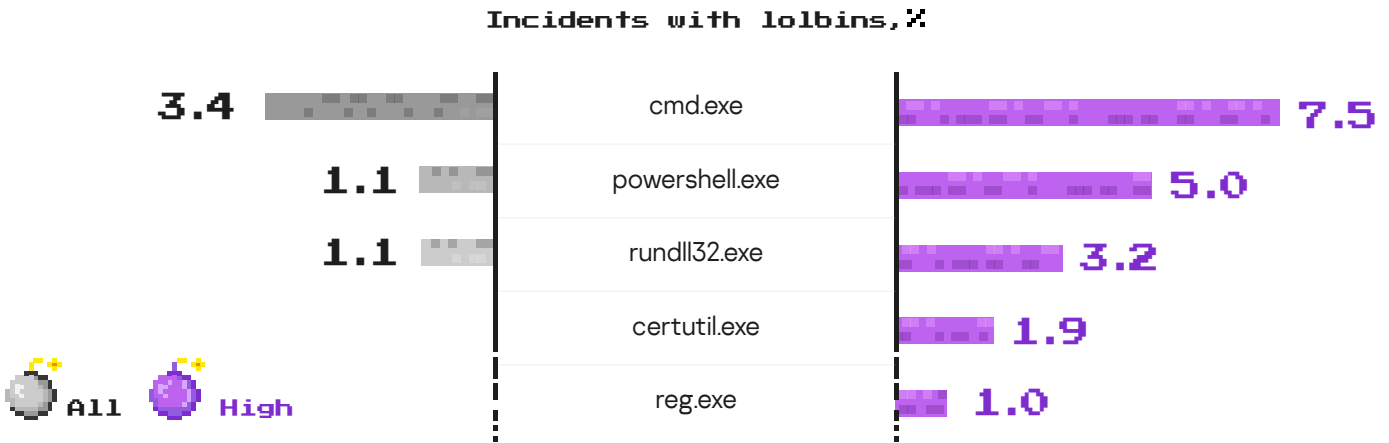 Incidents with lolbins,%
3.4 cmd.exe 7.5
1.1 powershell.exe 5.0
1.1 rundll32.exe 3.2
certutil.exe 1.9
reg.exe 1.0
All High